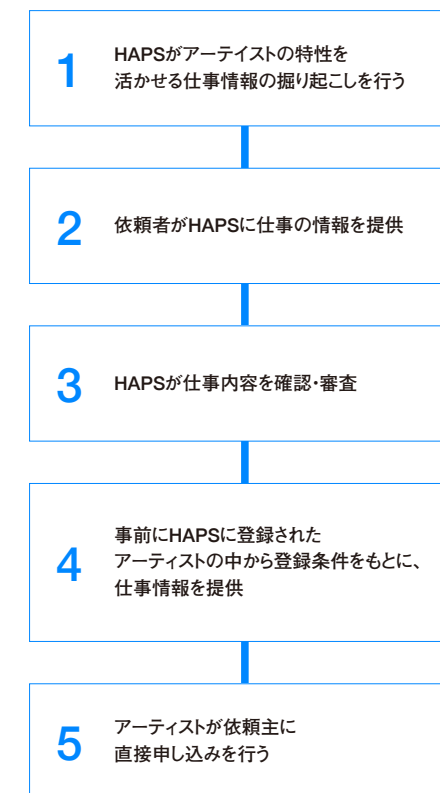 1
HAPSがアーテイストの特性を
活かせる仕事情報の掘り起こしを行う
2
依頼者がHAPSに仕事の情報を提供
3
HAPSが仕事内容を確認・審査
4
事前にHAPSに登録された
アーティストの中から登録条件をもとに、
仕事情報を提供
5
アーティストが依頼主に
直接申し込みを行う